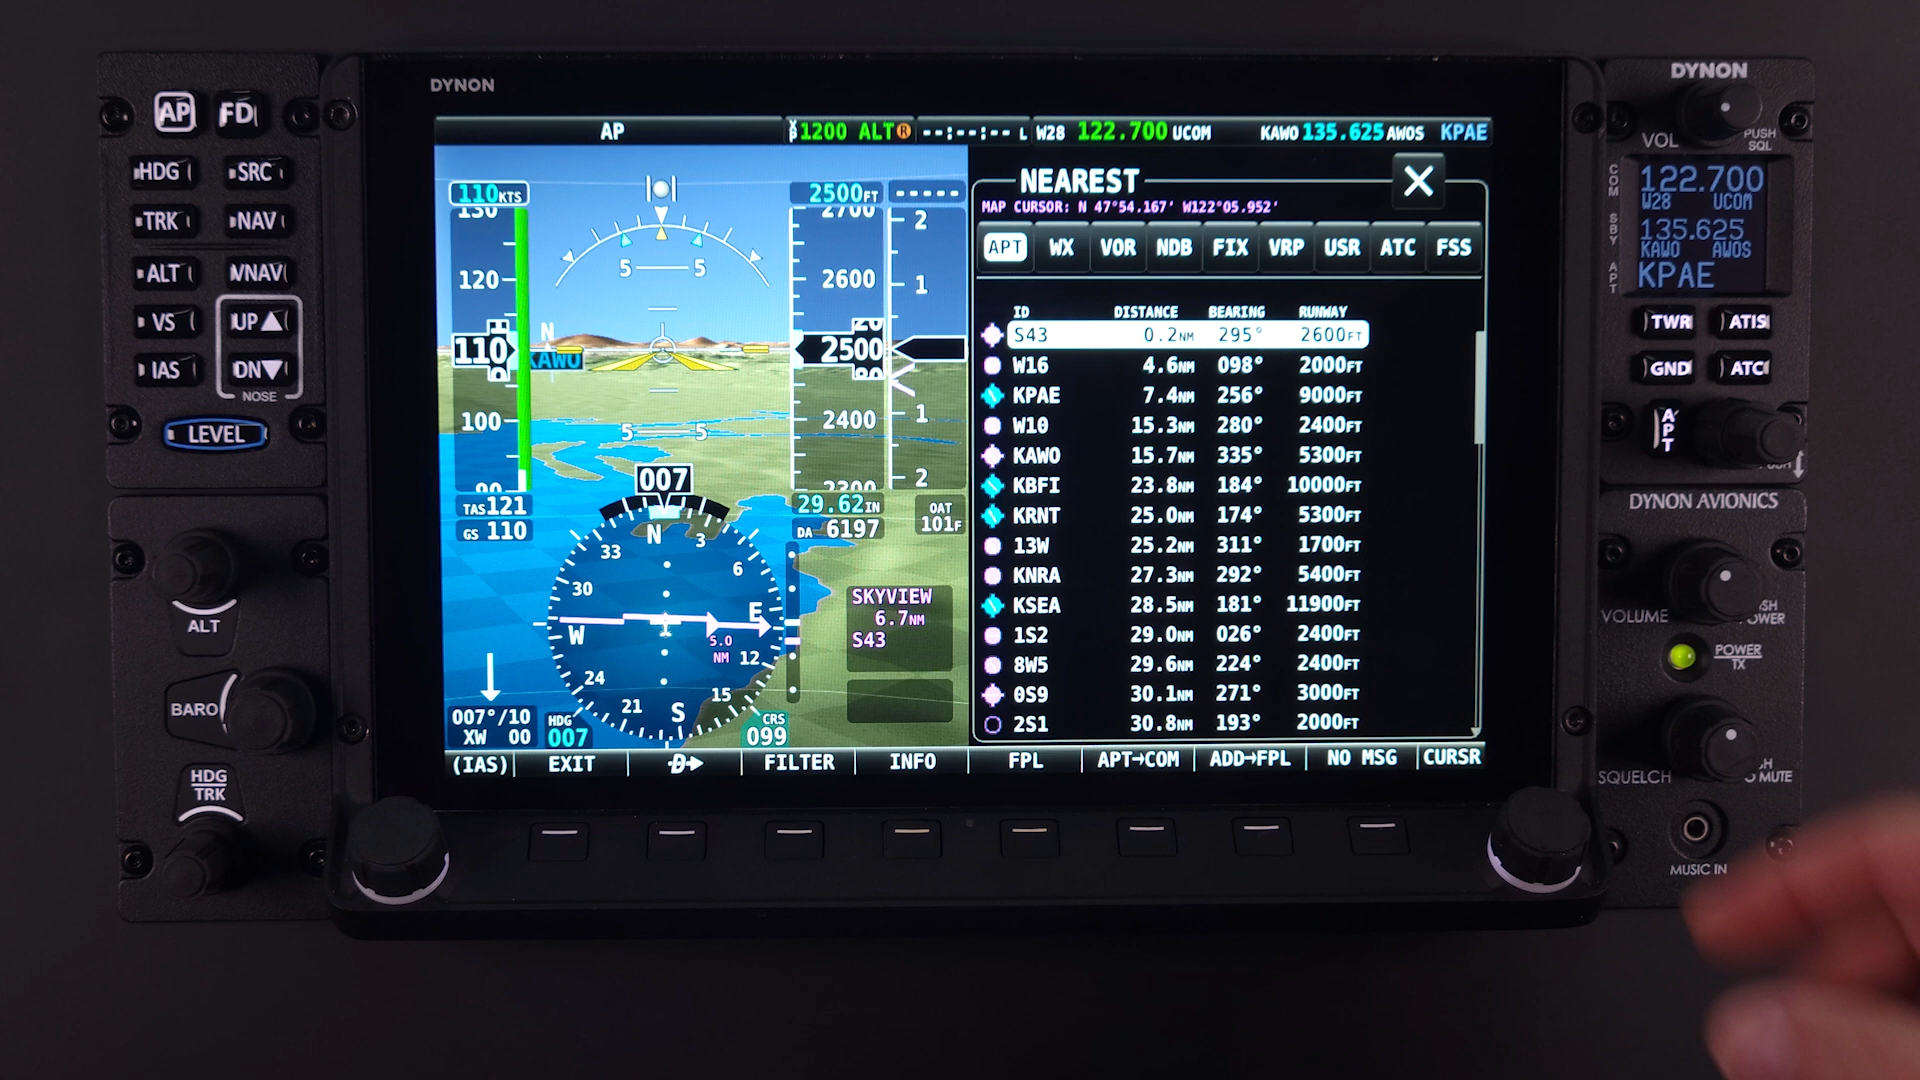 DYNON
AP FD
HDG SRC
TRK NAV
ALT VNAV
VS UP
IAS DN
NOSE
LEVEL
ALT
BARO
HDG
TRK
AP
1200 ALT R --:--:-- L W28 122.700 UCOM KAWO 135.625 AWOS KPAE
110KTS
130
120
110
100
90
TAS 121
GS 110
N
KAWO
5 5
5 5
2500FT -----
2700
2600
2500
2400
2300
2
1
1
2
29.62IN
DA 6197
OAT
101F
007
N
3
6
E
12
15
S
21
24
W
30
33
5.0
NM
SKYVIEW
6.7NM
S43
007°/10
XW 00
HDG
007
CRS
099
NEAREST
MAP CURSOR: N 47°54.167' W122°05.952'
APT WX VOR NDB FIX VRP USR ATC FSS
ID DISTANCE BEARING RUNWAY
S43 0.2NM 295° 2600FT
W16 4.6NM 098° 2000FT
KPAE 7.4NM 256° 9000FT
W10 15.3NM 280° 2400FT
KAWO 15.7NM 335° 5300FT
KBFI 23.8NM 184° 10000FT
KRNT 25.0NM 174° 5300FT
13W 25.2NM 311° 1700FT
KNRA 27.3NM 292° 5400FT
KSEA 28.5NM 181° 11900FT
1S2 29.0NM 026° 2400FT
8W5 29.6NM 224° 2400FT
0S9 30.1NM 271° 3000FT
2S1 30.8NM 193° 2000FT
(IAS) EXIT D FILTER INFO FPL APT→COM ADD→FPL NO MSG CURSR
DYNON
VOL
PUSH
SQL
COM
122.700
W28 UCOM
SBY
135.625
KAWO AWOS
APT
KPAE
TWR ATIS
GND ATC
APT
DYNON AVIONICS
VOLUME
POWER
TX
SQUELCH
MUTE
MUSIC IN